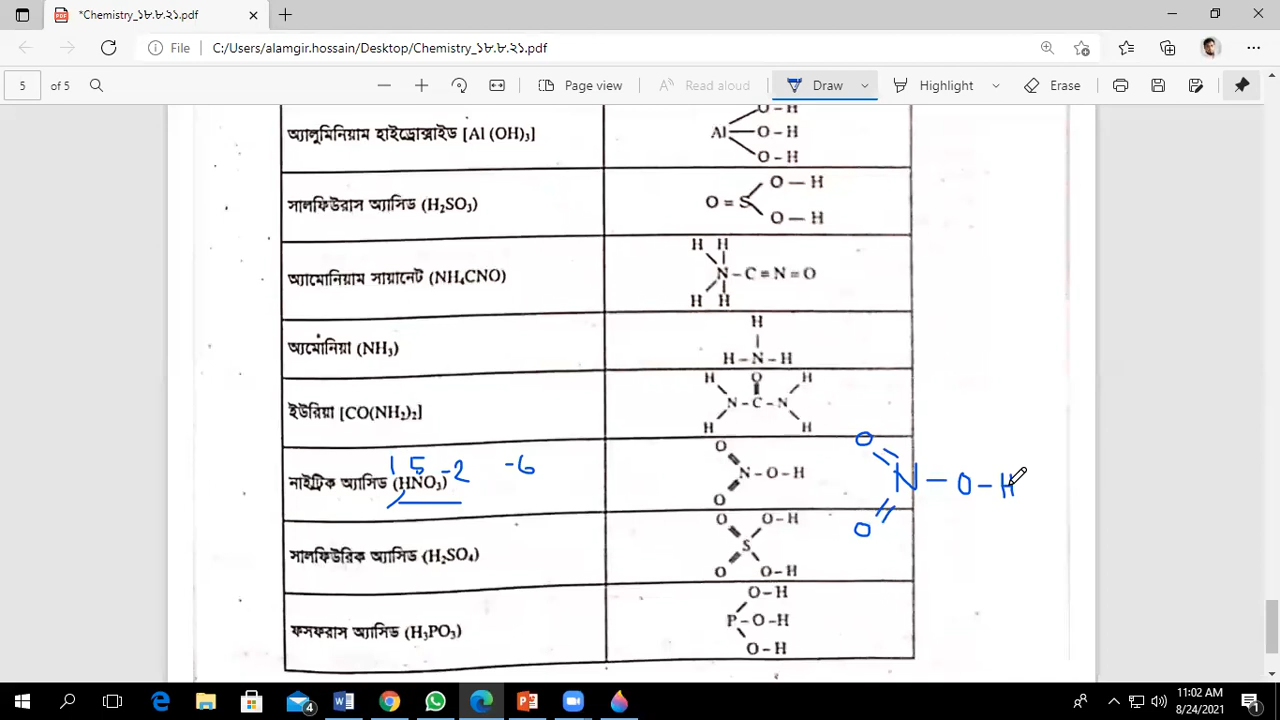 *Chemistry_১৮.৮.২১.pdf
File C:/Users/alamgir.hossain/Desktop/Chemistry_১৮.৮.২১.pdf
5 of 5 Page view Read aloud Draw Highlight Erase
অ্যালুমিনিয়াম হাইড্রোক্সাইড [Al (OH)₃]
O – H
Al – O – H
O – H
সালফিউরাস অ্যাসিড (H₂SO₃)
O — H
O = S
O — H
অ্যামোনিয়াম সায়ানেট (NH₄CNO)
H H
N – C ≡ N = O
H H
অ্যামোনিয়া (NH₃)
H
H – N – H
ইউরিয়া [CO(NH₂)₂]
H O H
N – C – N
H H
নাইট্রিক অ্যাসিড (HNO₃)
1 5 -2 -6
O
N – O – H
O
O
N – O – H
O
সালফিউরিক অ্যাসিড (H₂SO₄)
O O – H
S
O O – H
ফসফরাস অ্যাসিড (H₃PO₃)
O – H
P – O – H
O – H
4
11:02 AM
8/24/2021
1